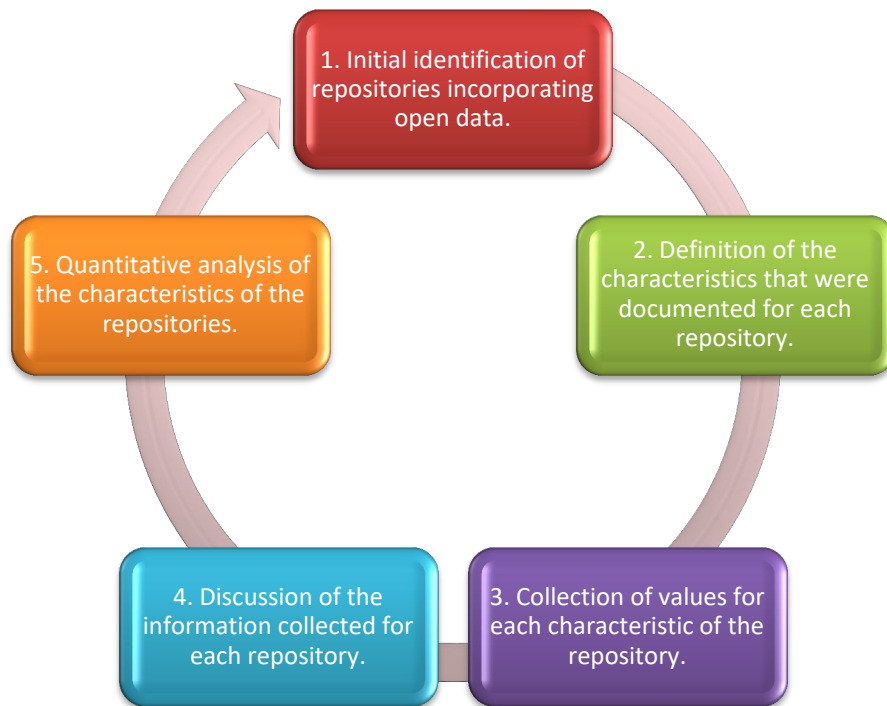 1. Initial identification of
repositories incorporating
open data.
2. Definition of the
characteristics that were
documented for each
repository.
3. Collection of values for
each characteristic of the
repository.
4. Discussion of the
information collected for
each repository.
5. Quantitative analysis of
the characteristics of the
repositories.